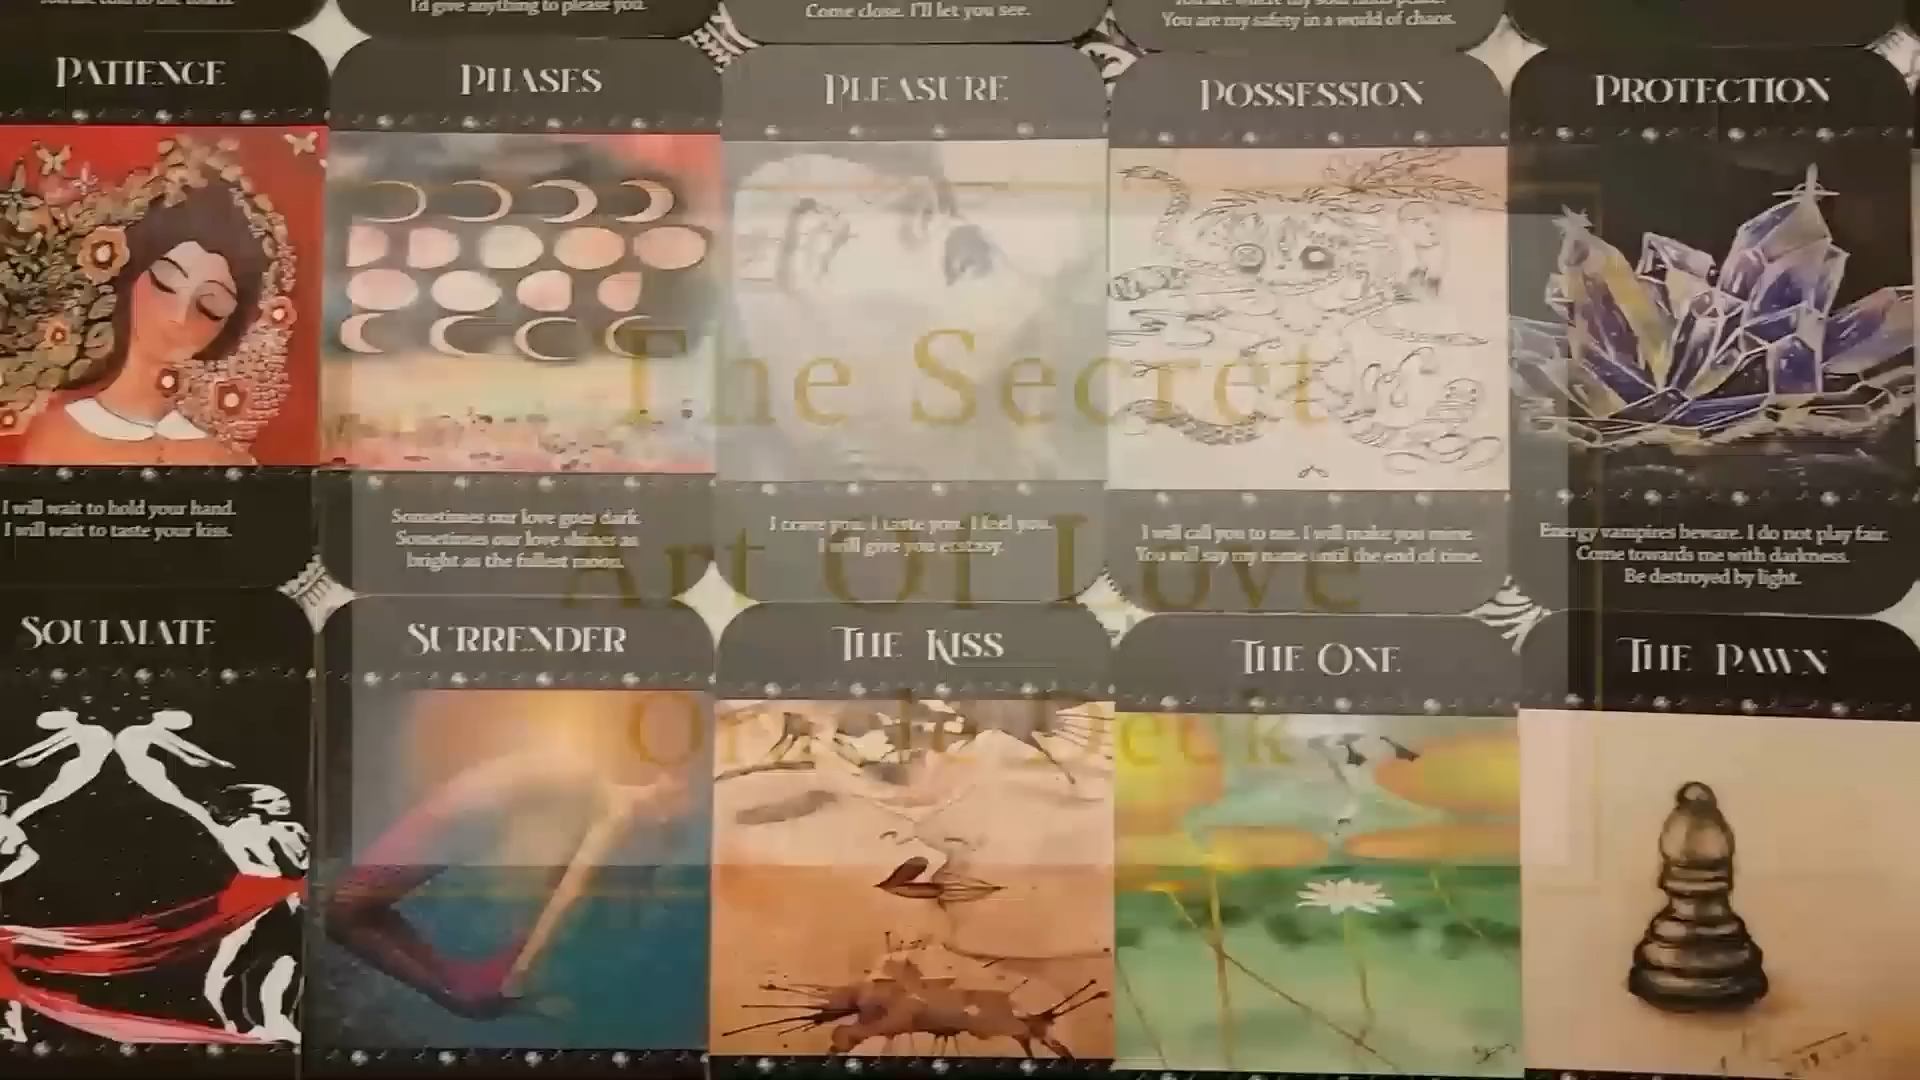 I'd give anything to please you.
Come close. I'll let you see.
You are my safety in a world of chaos.
PATIENCE
PHASES
PLEASURE
POSSESSION
PROTECTION
The Secret
I will wait to hold your hand.
I will wait to taste your kiss.
Sometimes our love goes dark.
Sometimes our love shines as
bright as the fullest moon.
I crave you. I taste you. I feel you.
I will give you ecstasy.
I will call you to me. I will make you mine.
You will say my name until the end of time.
Energy vampires beware. I do not play fair.
Come towards me with darkness.
Be destroyed by light.
Art Of Love
SOULMATE
SURRENDER
THE KISS
THE ONE
THE PAWN
Oracle Deck